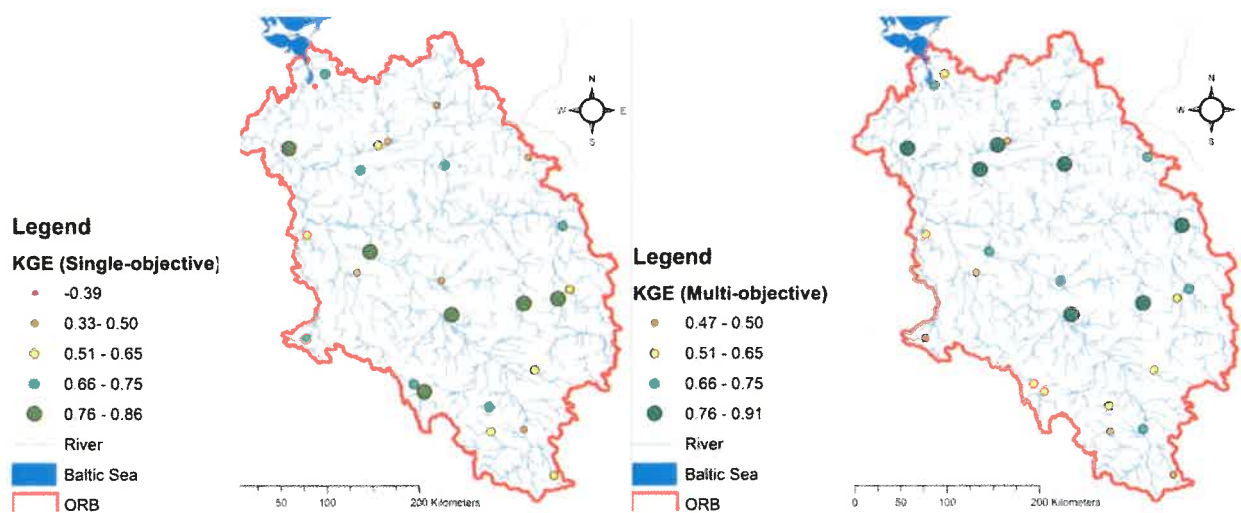 N
W E
S
Legend
KGE (Single-objective)
-0.39
0.33- 0.50
0.51 - 0.65
0.66 - 0.75
0.76 - 0.86
River
Baltic Sea
ORB
50 100 200 Kilometers
N
W E
S
Legend
KGE (Multi-objective)
0.47 - 0.50
0.51 - 0.65
0.66 - 0.75
0.76 - 0.91
River
Baltic Sea
ORB
0 50 100 200 Kilometers